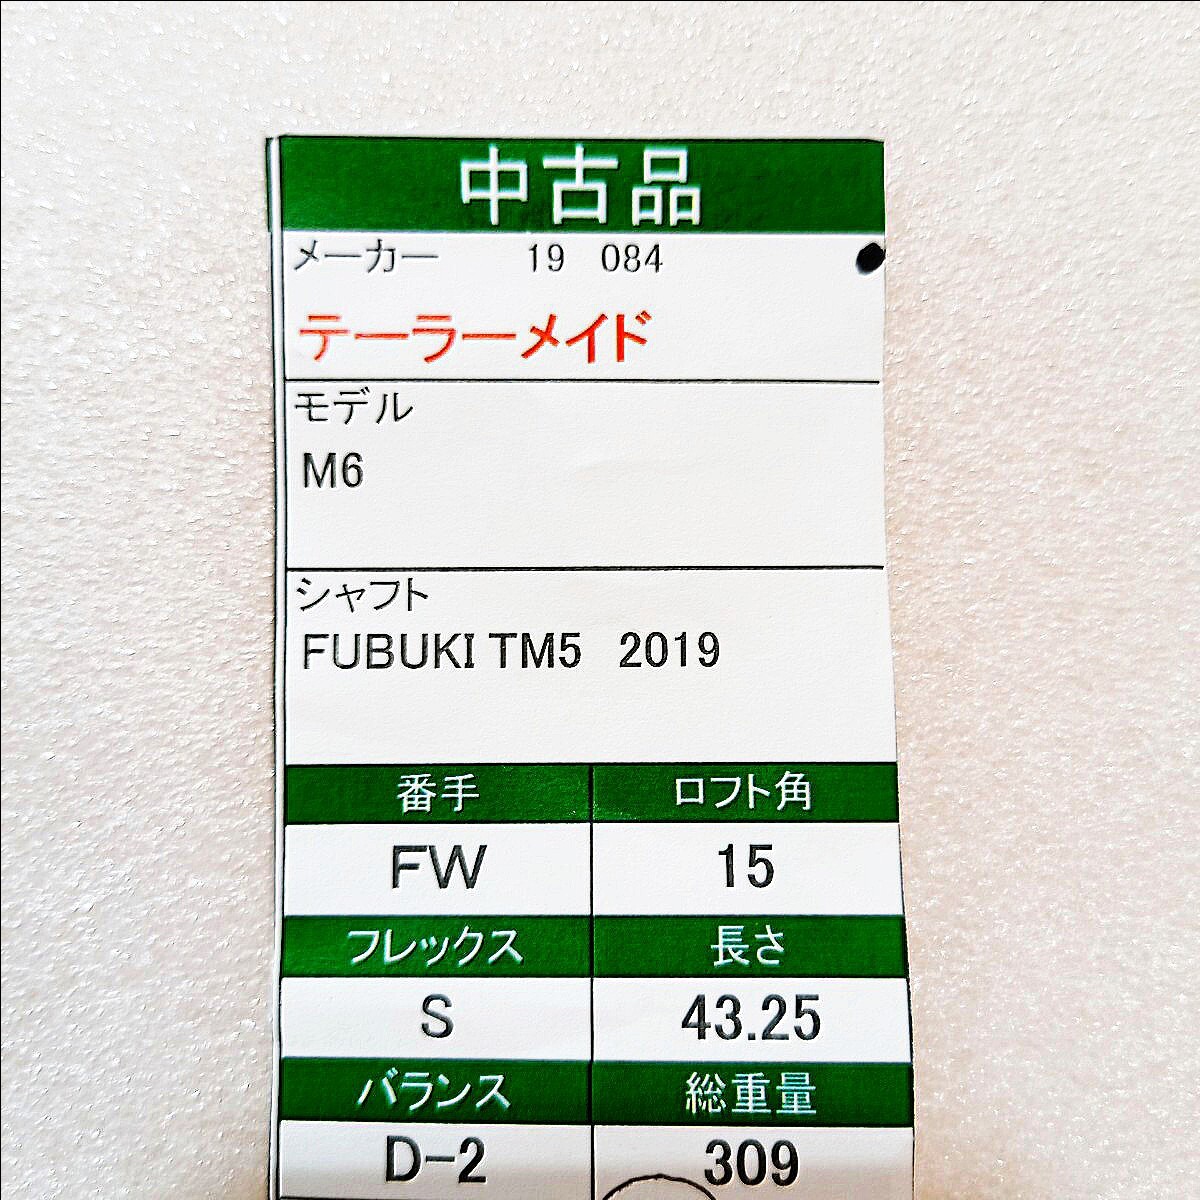 中古品
メーカー 19 084
テーラーメイド
モデル
M6
シャフト
FUBUKI TM5 2019
番手 ロフト角
FW 15
フレックス 長さ
S 43.25
バランス 総重量
D-2 309